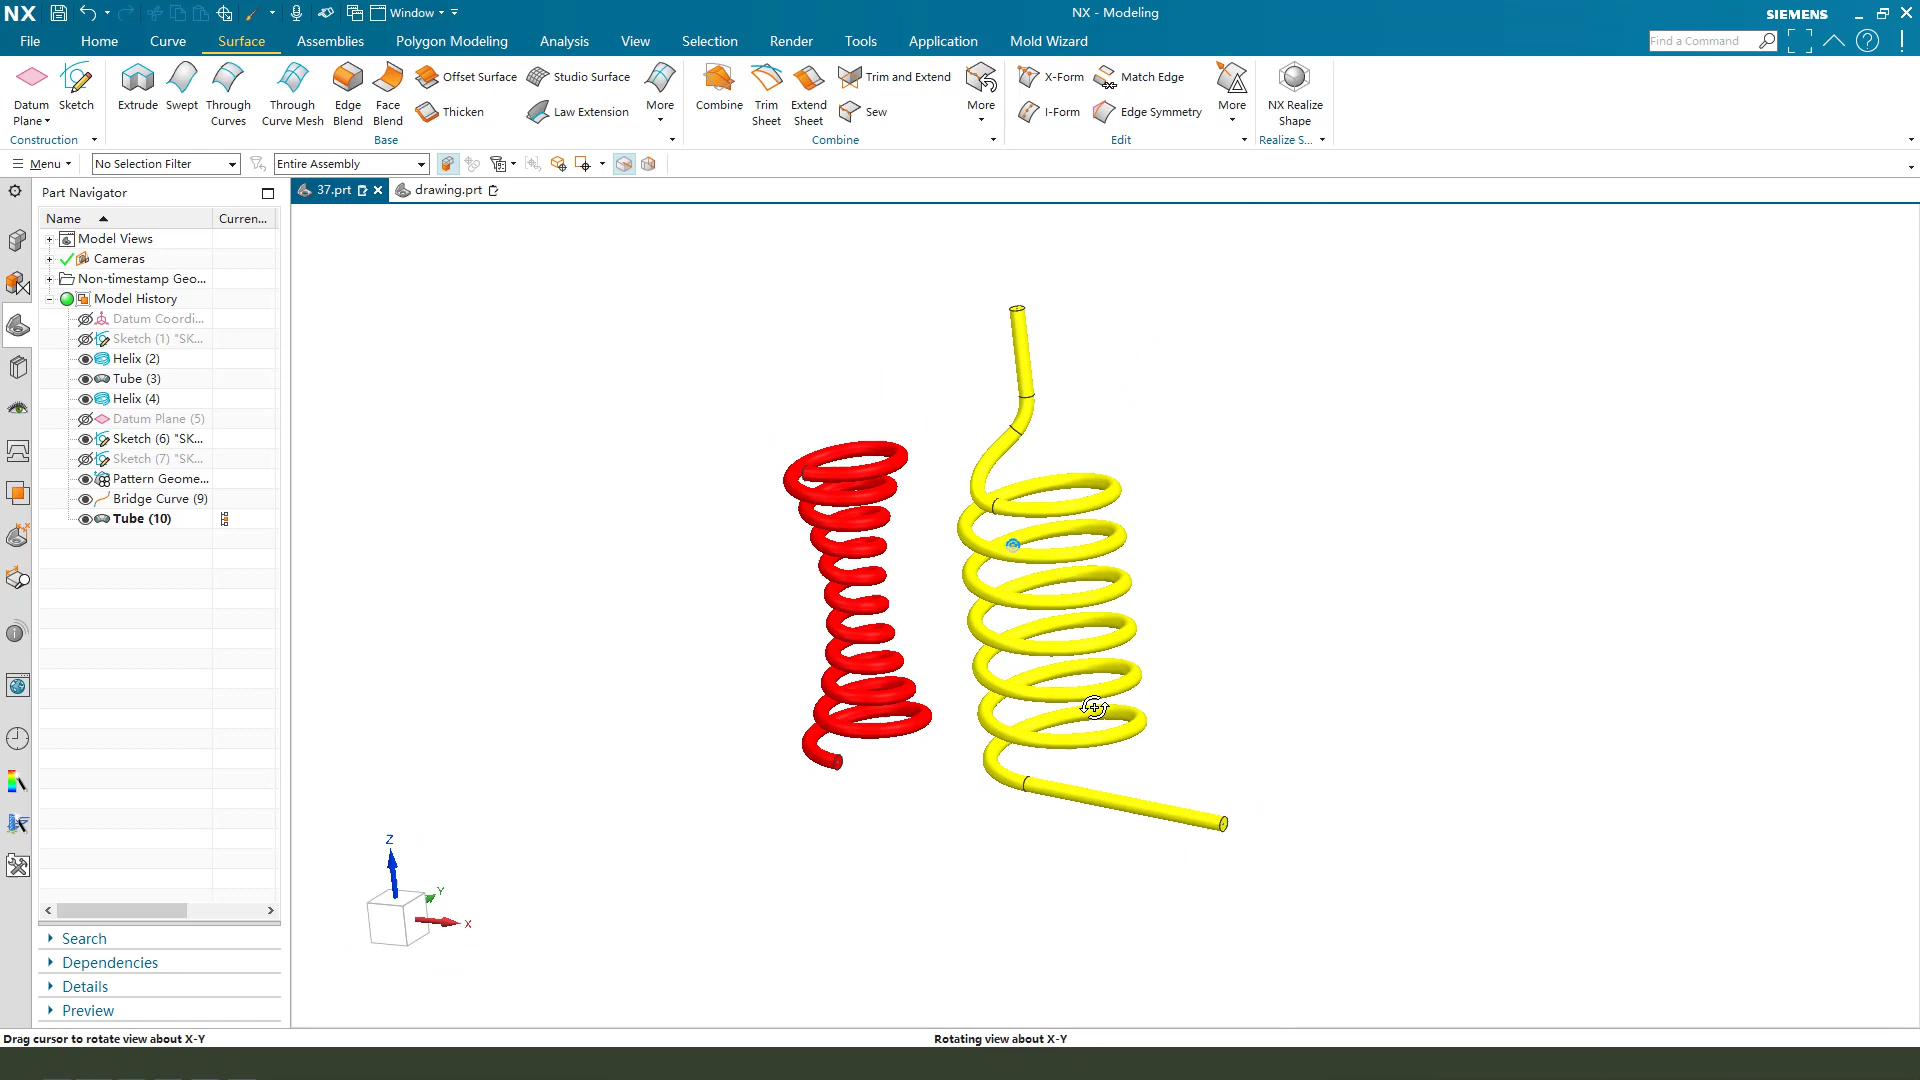 NX
Window
NX - Modeling
SIEMENS
File
Home
Curve
Surface
Assemblies
Polygon Modeling
Analysis
View
Selection
Render
Tools
Application
Mold Wizard
Find a Command
Datum
Plane
Sketch
Extrude
Swept
Through
Curves
Through
Curve Mesh
Edge
Blend
Face
Blend
Offset Surface
Thicken
Studio Surface
Law Extension
More
Combine
Trim
Sheet
Extend
Sheet
Trim and Extend
Sew
More
X-Form
I-Form
Match Edge
Edge Symmetry
More
NX Realize
Shape
Construction
Base
Combine
Edit
Realize S...
Menu
No Selection Filter
Entire Assembly
Part Navigator
37.prt
drawing.prt
Name
Curren...
Model Views
Cameras
Non-timestamp Geo...
Model History
Datum Coordi...
Sketch (1) "SK...
Helix (2)
Tube (3)
Helix (4)
Datum Plane (5)
Sketch (6) "SK...
Sketch (7) "SK...
Pattern Geome...
Bridge Curve (9)
Tube (10)
Search
Dependencies
Details
Preview
Z
Y
X
Drag cursor to rotate view about X-Y
Rotating view about X-Y